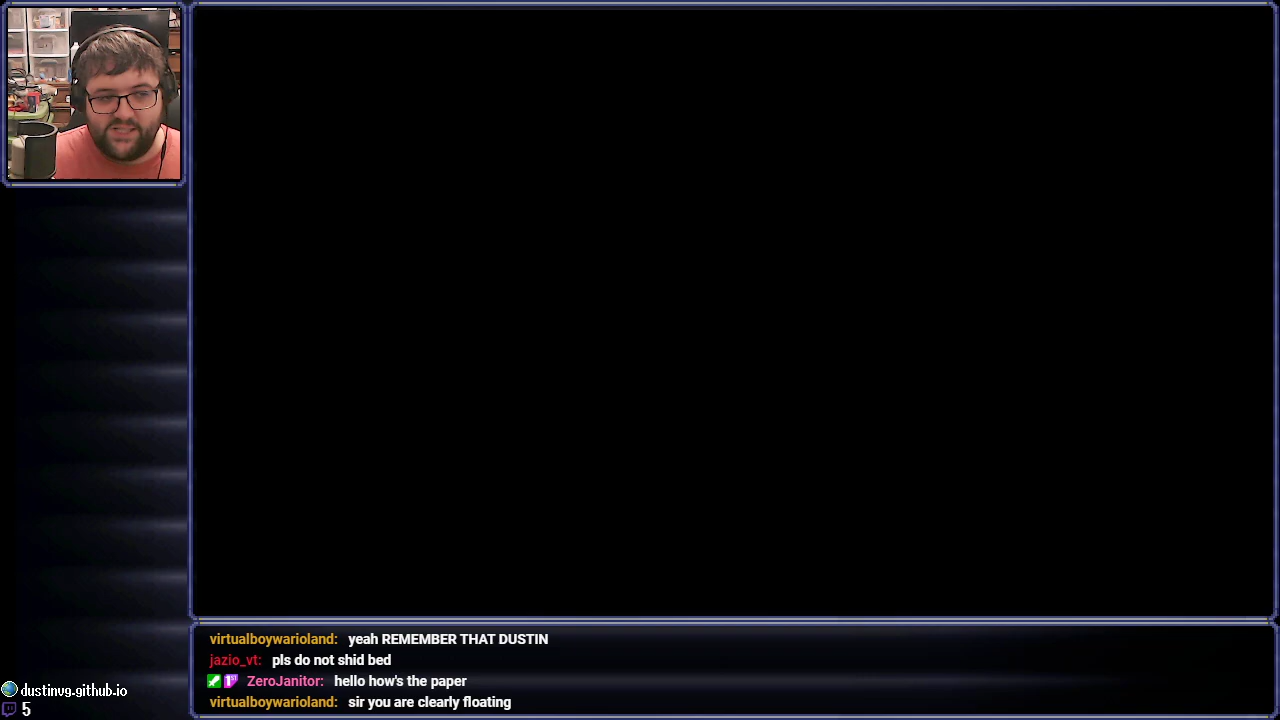 virtualboywarioland: yeah REMEMBER THAT DUSTIN
jazio_vt: pls do not shid bed
ZeroJanitor: hello how's the paper
virtualboywarioland: sir you are clearly floating
dustinvg.github.io
5